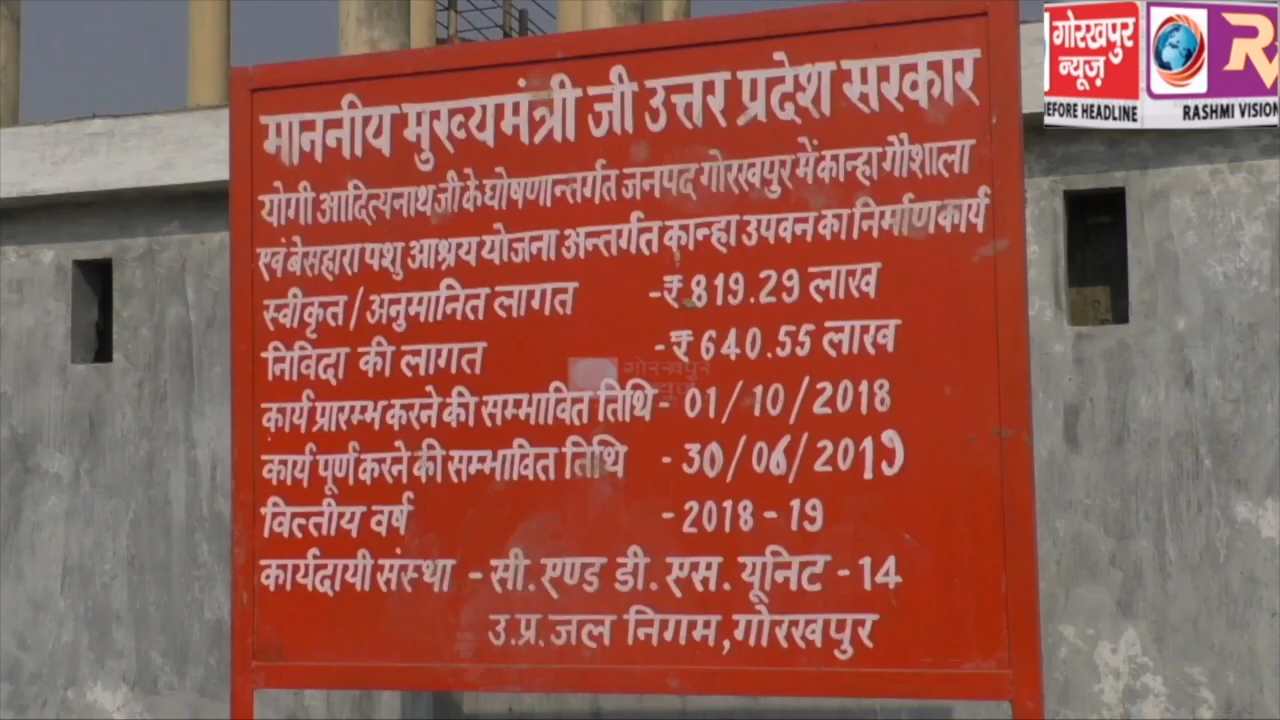 माननीय मुख्यमंत्री जी उत्तर प्रदेश सरकार
योगी आदित्यनाथ जी के घोषणान्तर्गत जनपद गोरखपुर में कान्हा गौैशाला
एवं बेसहारा पशु आश्रय योजना अन्तर्गत कान्हा उपवन का निर्माण कार्य
स्वीकृत / अनुमानित लागत -₹ 819.29 लाख
निविदा की लागत -₹ 640.55 लाख
कार्य प्रारम्भ करने की सम्भावित तिथि - 01/10/2018
कार्य पूर्ण करने की सम्भावित तिथि - 30/06/2019
वित्तीय वर्ष - 2018 - 19
कार्यदायी संस्था - सी. एण्ड डी. एस. यूनिट - 14
उ.प्र. जल निगम, गोरखपुर
गोरखपुर
न्यूज़
गोरखपुर
न्यूज़
EFORE HEADLINE
RASHMI VISION